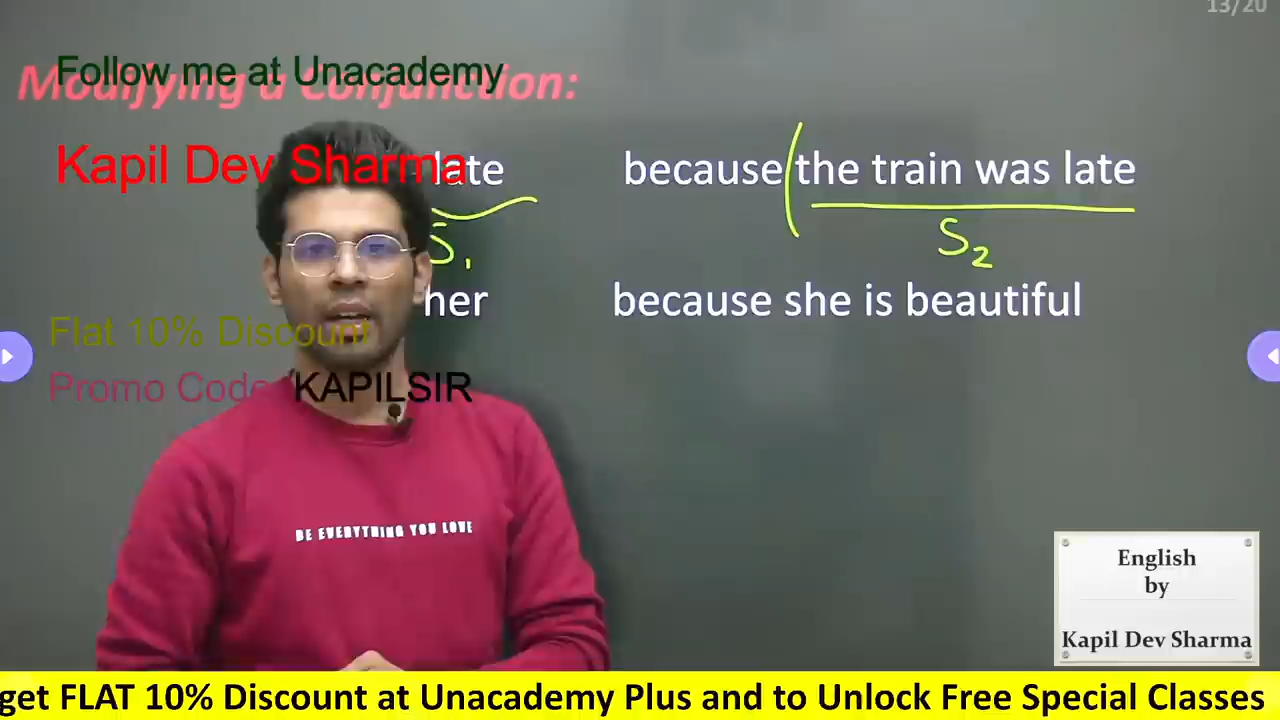 13/20
Follow me at Unacademy
Modifying a Conjunction:
Kapil Dev Sharma
late because the train was late
S1 S2
her because she is beautiful
Flat 10% Discount
Promo Code KAPILSIR
BE EVERYTHING YOU LOVE
English
by
Kapil Dev Sharma
get FLAT 10% Discount at Unacademy Plus and to Unlock Free Special Classes